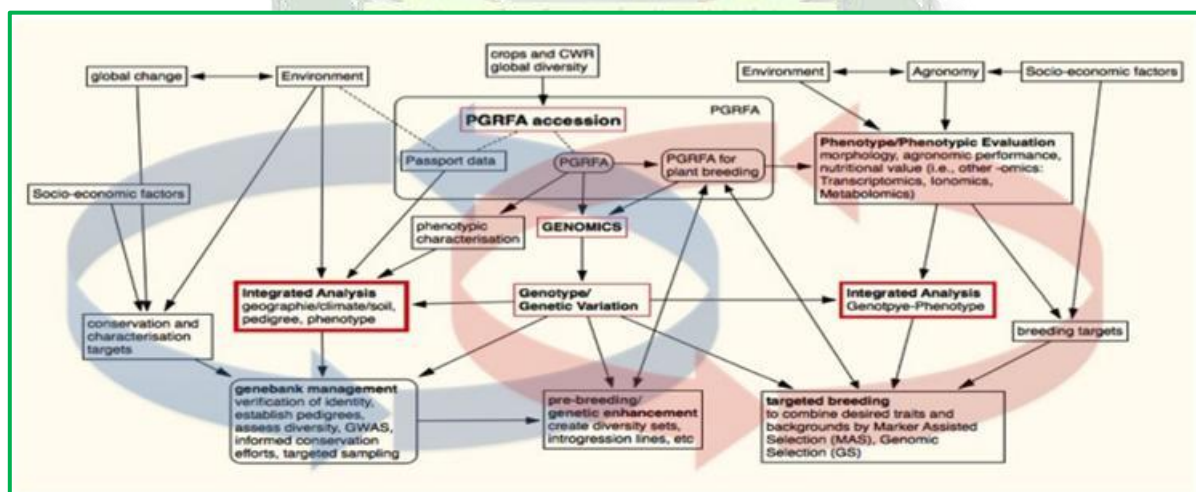 crops and CWR
global diversity
global change
Environment
Environment
Agronomy
Socio-economic factors
PGRFA
PGRFA accession
Passport data
PGRFA
PGRFA for
plant breeding
Phenotype/Phenotypic Evaluation
morphology, agronomic performance,
nutritional value (i.e., other -omics:
Transcriptomics, Ionomics,
Metabolomics)
Socio-economic factors
phenotypic
characterisation
GENOMICS
Integrated Analysis
geographie/climate/soil,
pedigree, phenotype
Genotype/
Genetic Variation
Integrated Analysis
Genotpye-Phenotype
conservation and
characterisation
targets
breeding targets
genebank management
verification of identity,
establish pedigrees,
assess diversity, GWAS,
informed conservation
efforts, targeted sampling
pre-breeding/
genetic enhancement
create diversity sets,
introgression lines, etc
targeted breeding
to combine desired traits and
backgrounds by Marker Assisted
Selection (MAS), Genomic
Selection (GS)